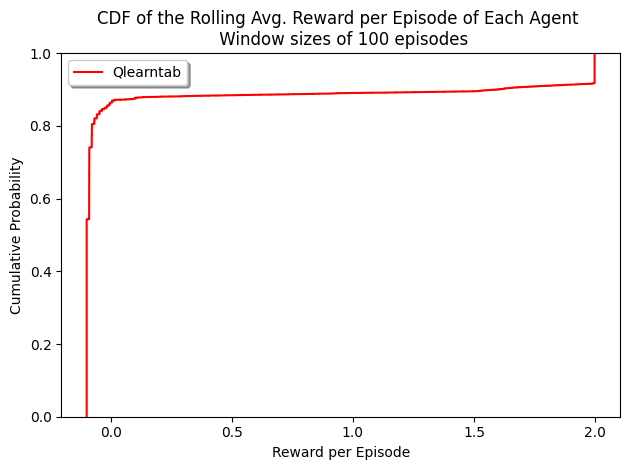 CDF of the Rolling Avg. Reward per Episode of Each Agent
Window sizes of 100 episodes
Qlearntab
1.0
0.8
0.6
0.4
0.2
0.0
Cumulative Probability
0.0 0.5 1.0 1.5 2.0
Reward per Episode